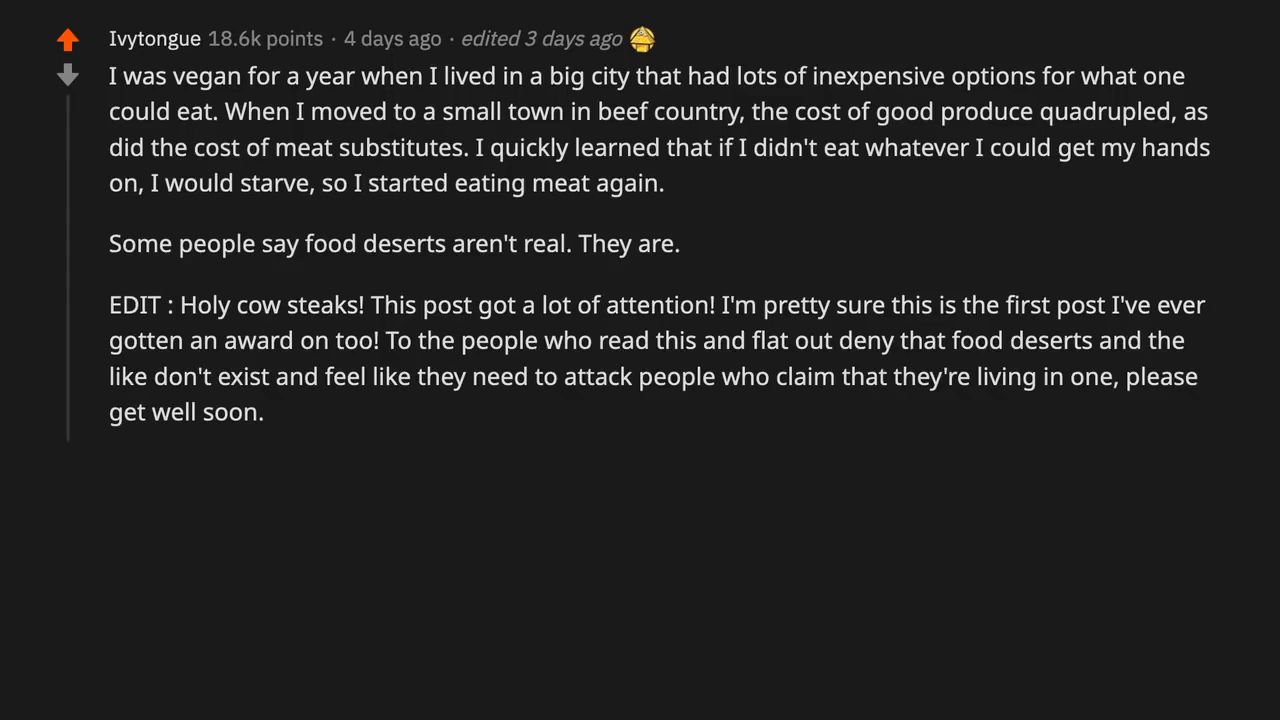 Ivytongue 18.6k points · 4 days ago · edited 3 days ago
I was vegan for a year when I lived in a big city that had lots of inexpensive options for what one
could eat. When I moved to a small town in beef country, the cost of good produce quadrupled, as
did the cost of meat substitutes. I quickly learned that if I didn't eat whatever I could get my hands
on, I would starve, so I started eating meat again.
Some people say food deserts aren't real. They are.
EDIT : Holy cow steaks! This post got a lot of attention! I'm pretty sure this is the first post I've ever
gotten an award on too! To the people who read this and flat out deny that food deserts and the
like don't exist and feel like they need to attack people who claim that they're living in one, please
get well soon.